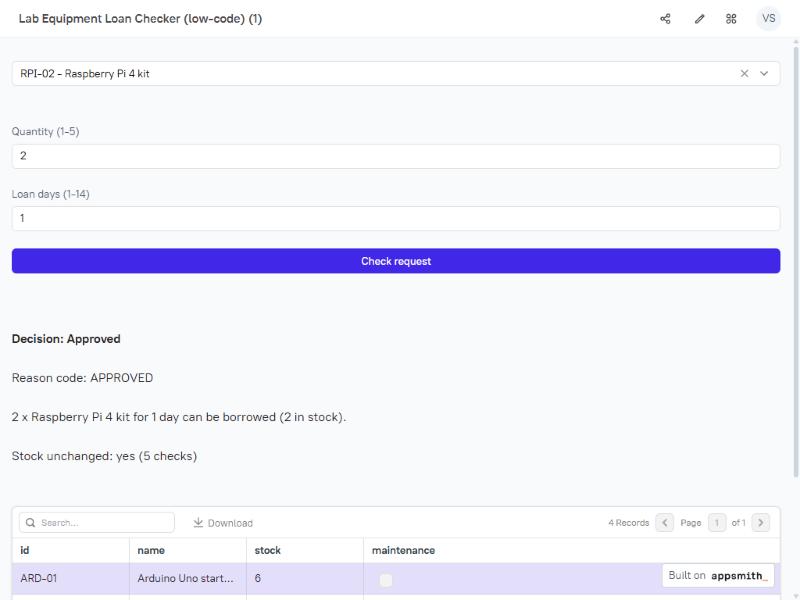 Lab Equipment Loan Checker (low-code) (1)
VS
RPI-02 - Raspberry Pi 4 kit
Quantity (1-5)
2
Loan days (1-14)
1
Check request
Decision: Approved
Reason code: APPROVED
2 x Raspberry Pi 4 kit for 1 day can be borrowed (2 in stock).
Stock unchanged: yes (5 checks)
Search... Download 4 Records Page 1 of 1
id name stock maintenance
ARD-01 Arduino Uno start... 6
Built on appsmith_